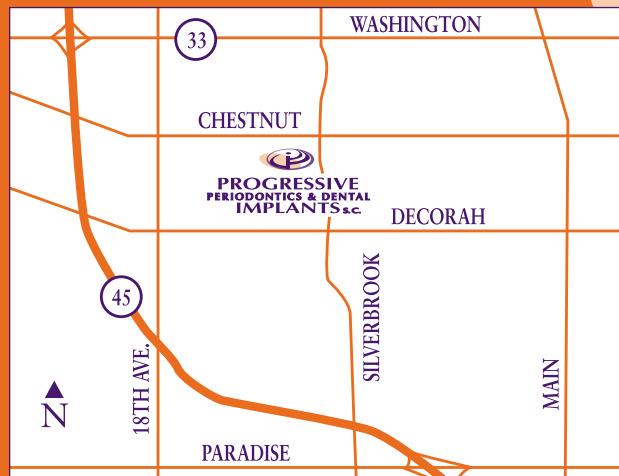 WASHINGTON
33
CHESTNUT
PROGRESSIVE
PERIODONTICS & DENTAL
IMPLANTS S.C.
DECORAH
SILVERBROOK
45
18TH AVE.
MAIN
N
PARADISE